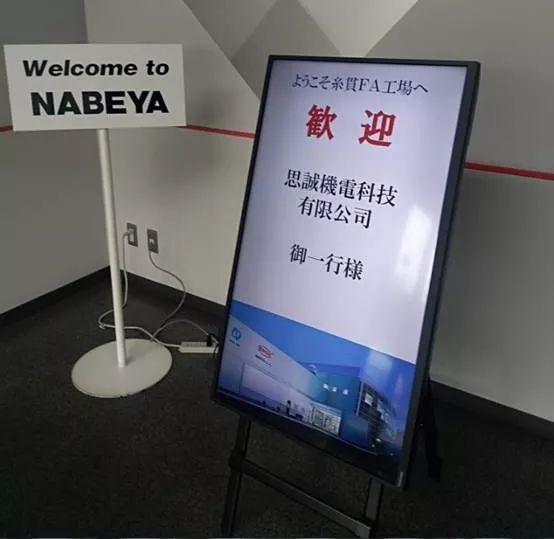 Welcome to
NABEYA
ようこそ糸貫FA工場へ
歓迎
思誠機電科技
有限公司
御一行様